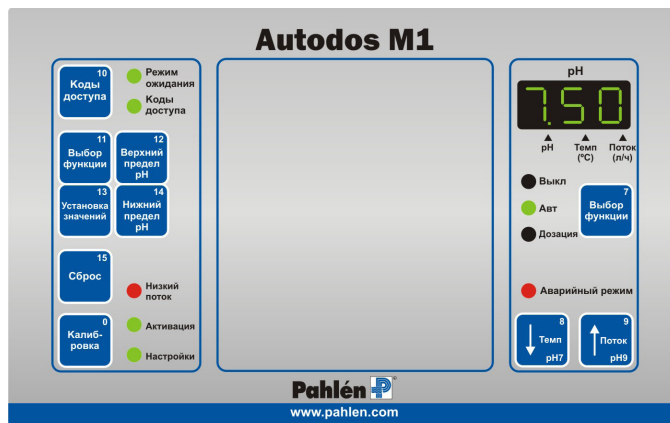 Autodos M1
10
Коды
доступа
Режим
ожидания
Коды
доступа
11
Выбор
функции
12
Верхний
предел
pH
13
Установка
значений
14
Нижний
предел
pH
15
Сброс
Низкий
поток
0
Калиб-
ровка
Активация
Настройки
pH
7.50
pH
Темп
(°C)
Поток
(л/ч)
Выкл
Авт
Дозация
7
Выбор
функции
Аварийный режим
8
Темп
pH7
9
Поток
pH9
Pahlén
www.pahlen.com